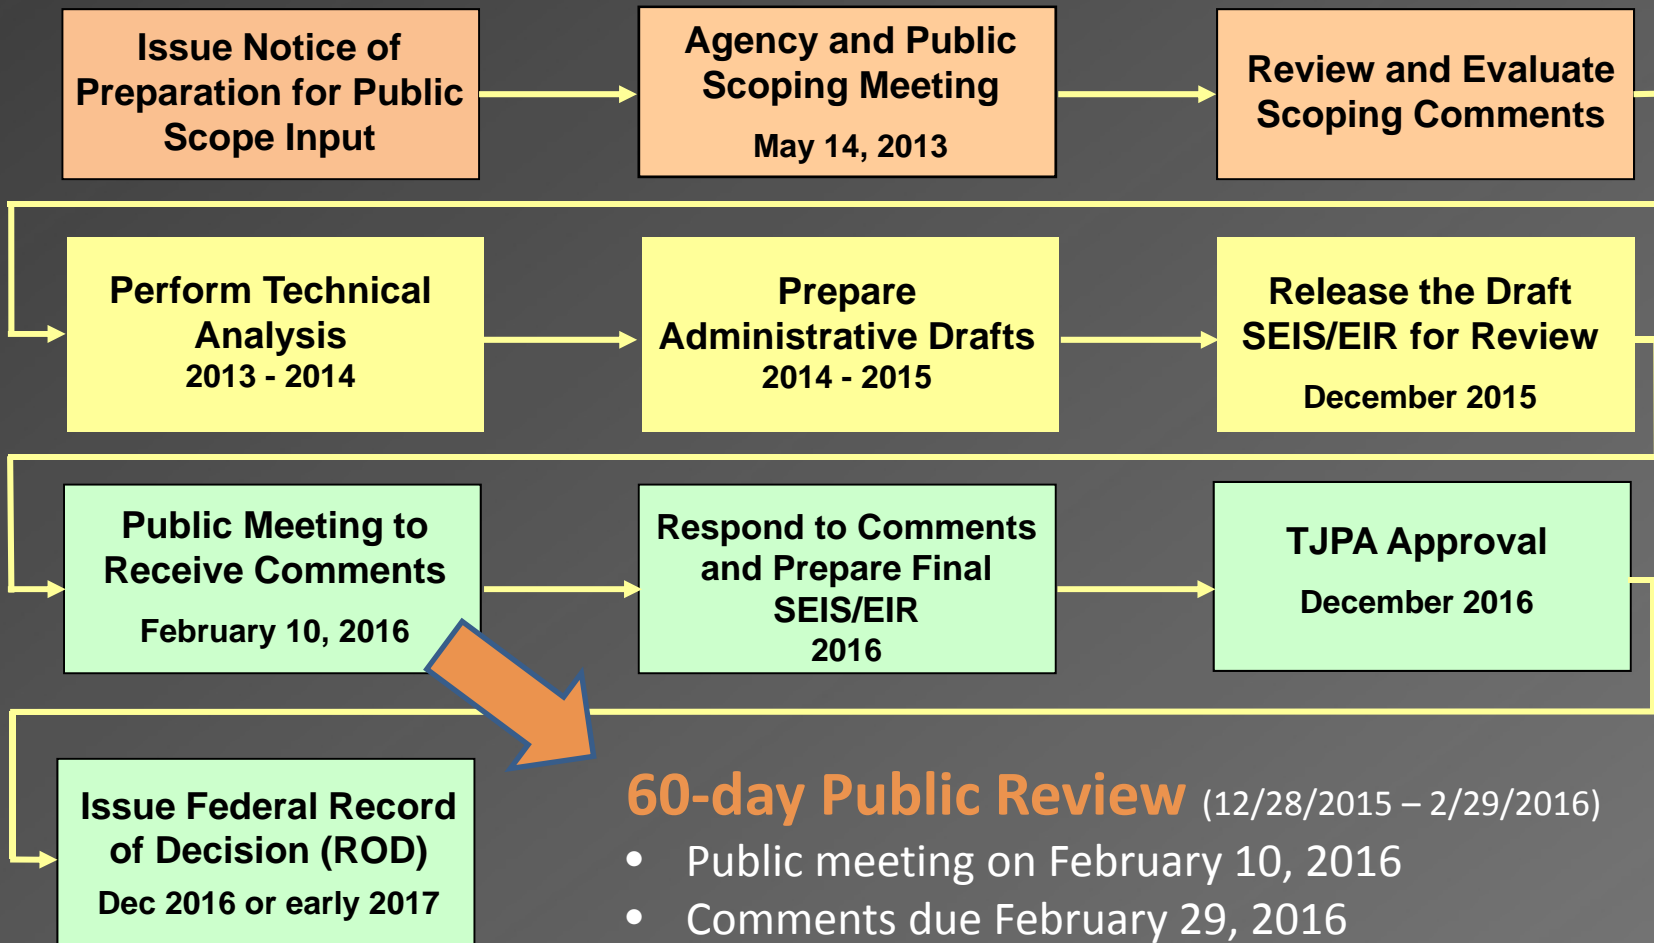 Issue Notice of
Preparation for Public
Scope Input
Agency and Public
Scoping Meeting
May 14, 2013
Review and Evaluate
Scoping Comments
Perform Technical
Analysis
2013 - 2014
Prepare
Administrative Drafts
2014 - 2015
Release the Draft
SEIS/EIR for Review
December 2015
Public Meeting to
Receive Comments
February 10, 2016
Respond to Comments
and Prepare Final
SEIS/EIR
2016
TJPA Approval
December 2016
Issue Federal Record
of Decision (ROD)
Dec 2016 or early 2017
60-day Public Review (12/28/2015 – 2/29/2016)
• Public meeting on February 10, 2016
• Comments due February 29, 2016